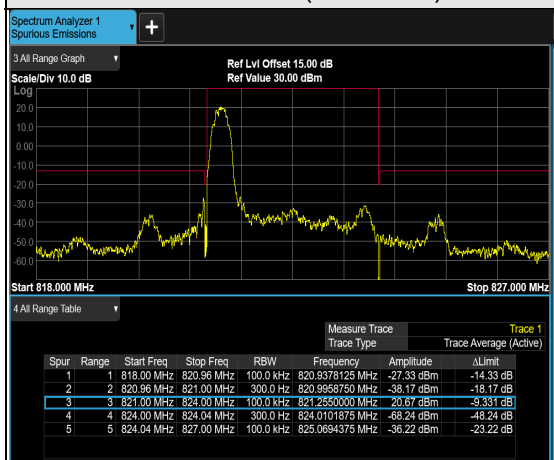 Spectrum Analyzer 1
Spurious Emissions
+
3 All Range Graph
Ref Lvl Offset 15.00 dB
Scale/Div 10.0 dB
Ref Value 30.00 dBm
Log
20.0
10.0
0.00
-10.0
-20.0
-30.0
-40.0
-50.0
-60.0
Start 818.000 MHz
Stop 827.000 MHz
4 All Range Table
Measure Trace Trace 1
Trace Type Trace Average (Active)
Spur Range Start Freq Stop Freq RBW Frequency Amplitude ΔLimit
1 1 818.00 MHz 820.96 MHz 100.0 kHz 820.9378125 MHz -27.33 dBm -14.33 dB
2 2 820.96 MHz 821.00 MHz 300.0 Hz 820.9958750 MHz -38.17 dBm -18.17 dB
3 3 821.00 MHz 824.00 MHz 100.0 kHz 821.2550000 MHz 20.67 dBm -9.331 dB
4 4 824.00 MHz 824.04 MHz 300.0 Hz 824.0101875 MHz -68.24 dBm -48.24 dB
5 5 824.04 MHz 827.00 MHz 100.0 kHz 825.0694375 MHz -36.22 dBm -23.22 dB